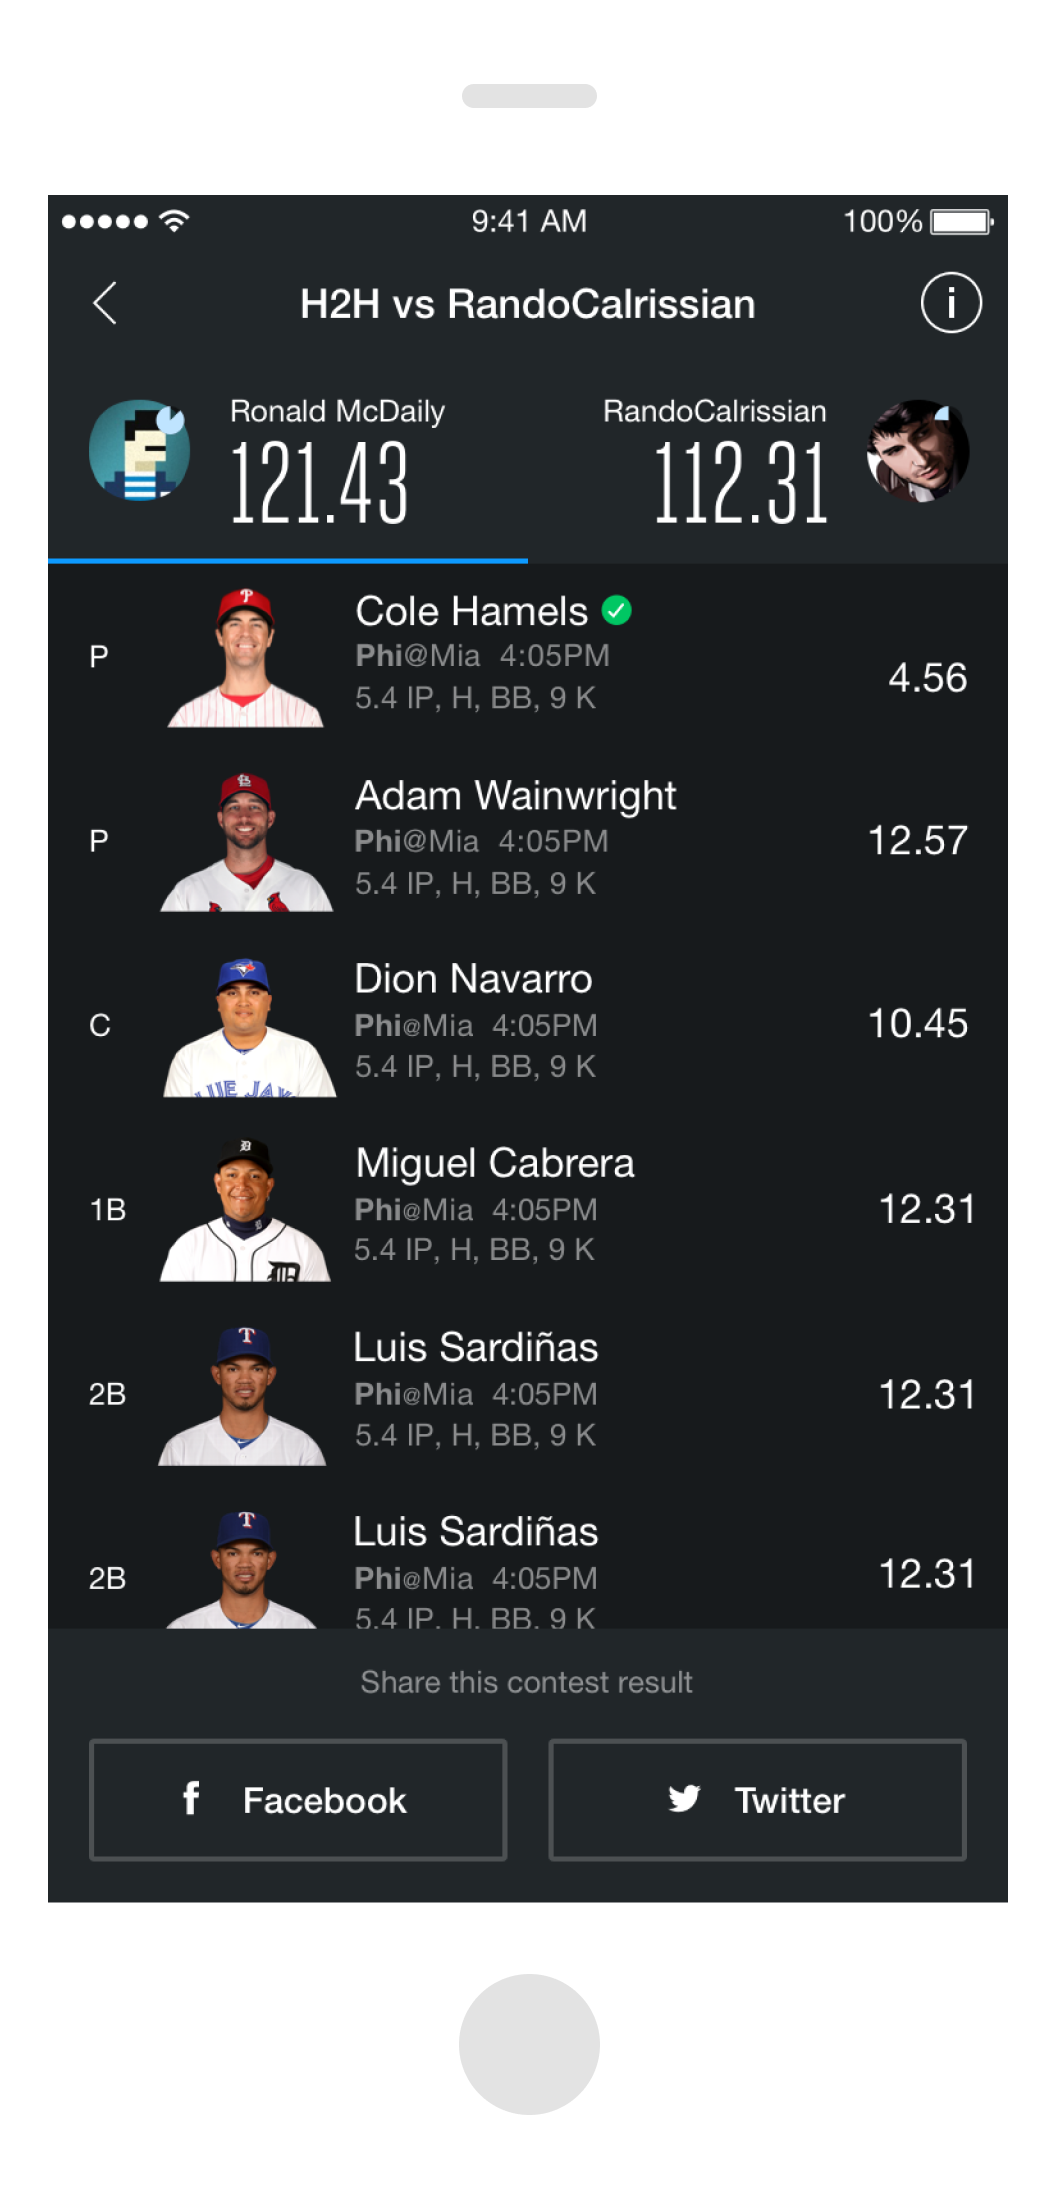 9:41 AM
100%
H2H vs RandoCalrissian
i
Ronald McDaily
121.43
RandoCalrissian
112.31
P
Cole Hamels
Phi@Mia 4:05PM
5.4 IP, H, BB, 9 K
4.56
P
Adam Wainwright
Phi@Mia 4:05PM
5.4 IP, H, BB, 9 K
12.57
C
Dion Navarro
Phi@Mia 4:05PM
5.4 IP, H, BB, 9 K
10.45
1B
Miguel Cabrera
Phi@Mia 4:05PM
5.4 IP, H, BB, 9 K
12.31
2B
Luis Sardiñas
Phi@Mia 4:05PM
5.4 IP, H, BB, 9 K
12.31
2B
Luis Sardiñas
Phi@Mia 4:05PM
5.4 IP, H, BB, 9 K
12.31
Share this contest result
f Facebook
Twitter